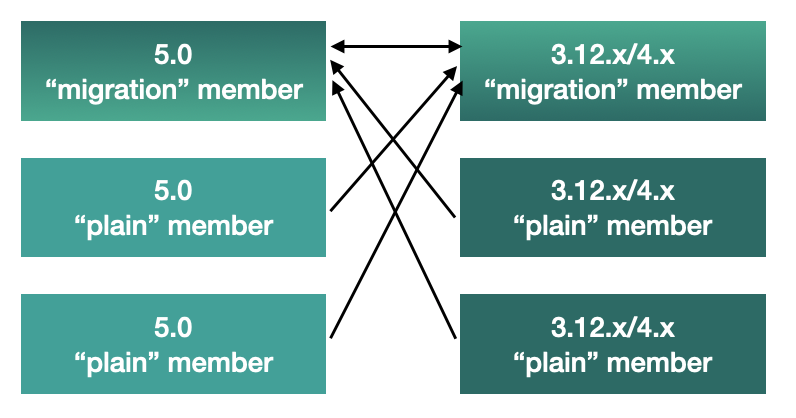 5.0
“migration” member
3.12.x/4.x
“migration” member
5.0
“plain” member
3.12.x/4.x
“plain” member
5.0
“plain” member
3.12.x/4.x
“plain” member